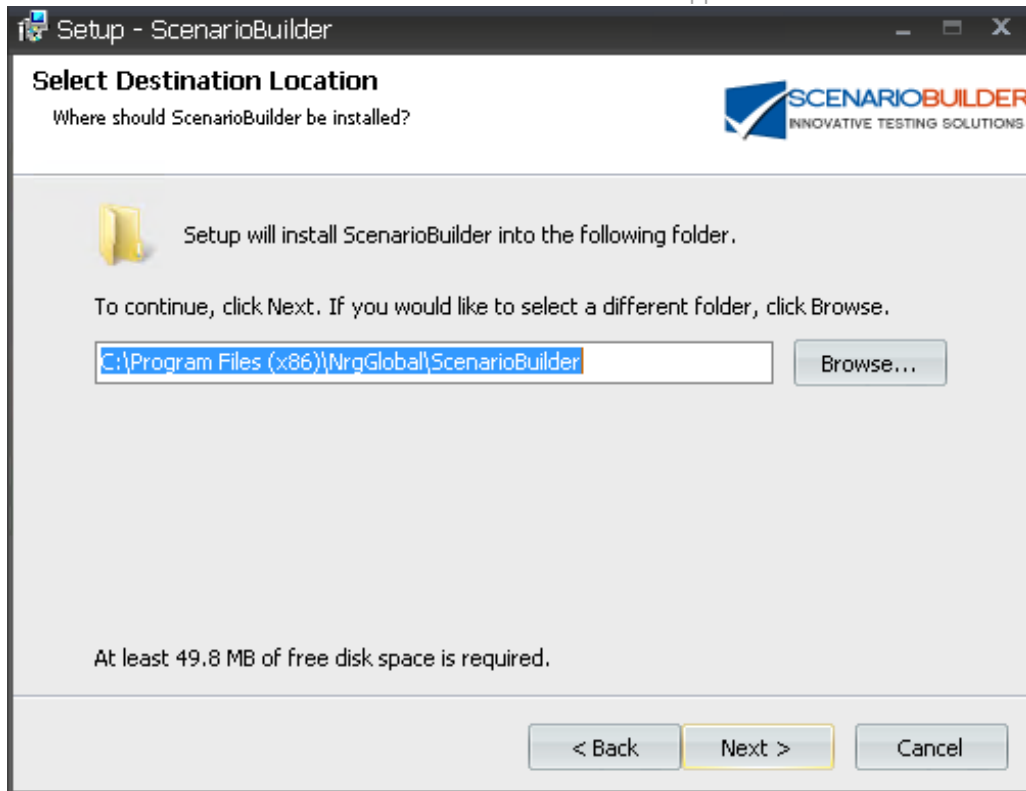 Setup - ScenarioBuilder
Select Destination Location
Where should ScenarioBuilder be installed?
SCENARIOBUILDER
INNOVATIVE TESTING SOLUTIONS
Setup will install ScenarioBuilder into the following folder.
To continue, click Next. If you would like to select a different folder, click Browse.
C:\Program Files (x86)\NrgGlobal\ScenarioBuilder
Browse...
At least 49.8 MB of free disk space is required.
< Back
Next >
Cancel